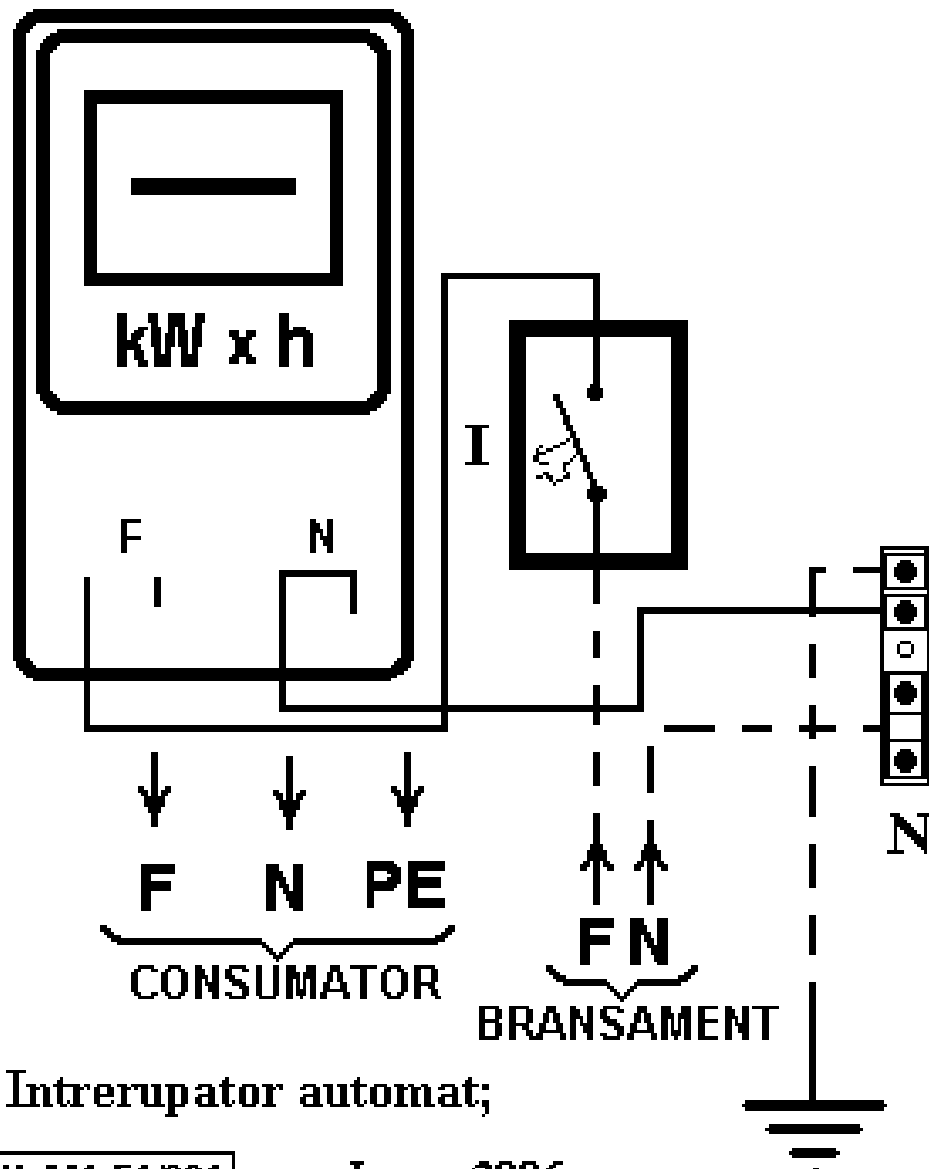 kW x h
I
F N
N
F N PE
CONSUMATOR
F N
BRANSAMENT
Intrerupator automat;